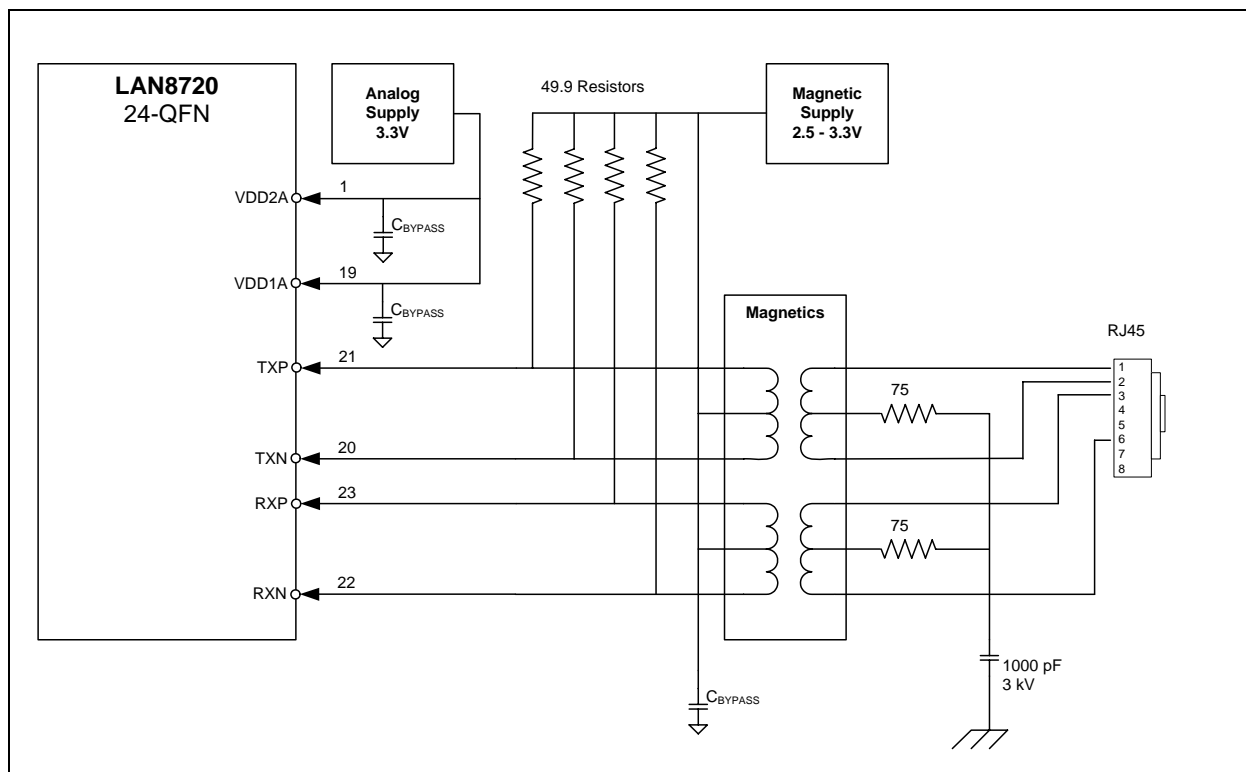 LAN8720
24-QFN
Analog
Supply
3.3V
49.9 Resistors
Magnetic
Supply
2.5 - 3.3V
VDD2A
1
CBYPASS
VDD1A
19
CBYPASS
Magnetics
RJ45
TXP
21
75
1
2
3
4
5
6
7
8
TXN
20
RXP
23
75
RXN
22
1000 pF
3 kV
CBYPASS